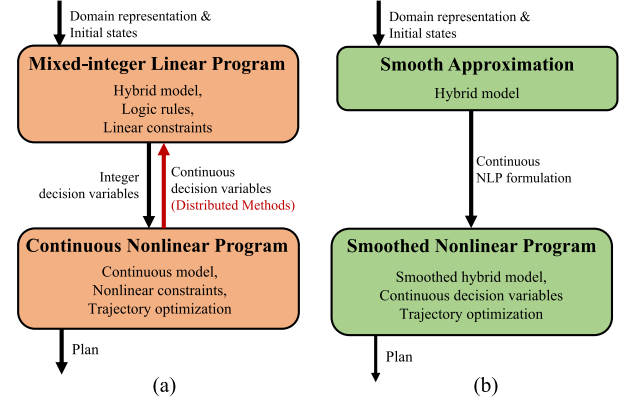 Domain representation &
Initial states
Mixed-integer Linear Program
Hybrid model,
Logic rules,
Linear constraints
Integer
decision variables
Continuous
decision variables
(Distributed Methods)
Continuous Nonlinear Program
Continuous model,
Nonlinear constraints,
Trajectory optimization
Plan
(a)
Domain representation &
Initial states
Smooth Approximation
Hybrid model
Continuous
NLP formulation
Smoothed Nonlinear Program
Smoothed hybrid model,
Continuous decision variables
Trajectory optimization
Plan
(b)